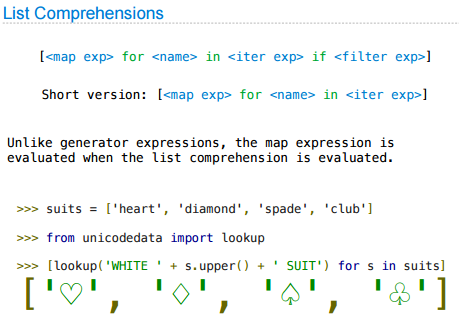 List Comprehensions
[<map exp> for <name> in <iter exp> if <filter exp>]
Short version: [<map exp> for <name> in <iter exp>]
Unlike generator expressions, the map expression is
evaluated when the list comprehension is evaluated.
>>> suits = ['heart', 'diamond', 'spade', 'club']
>>> from unicodedata import lookup
>>> [lookup('WHITE ' + s.upper() + ' SUIT') for s in suits]
['♡', '♢', '♤', '♧']